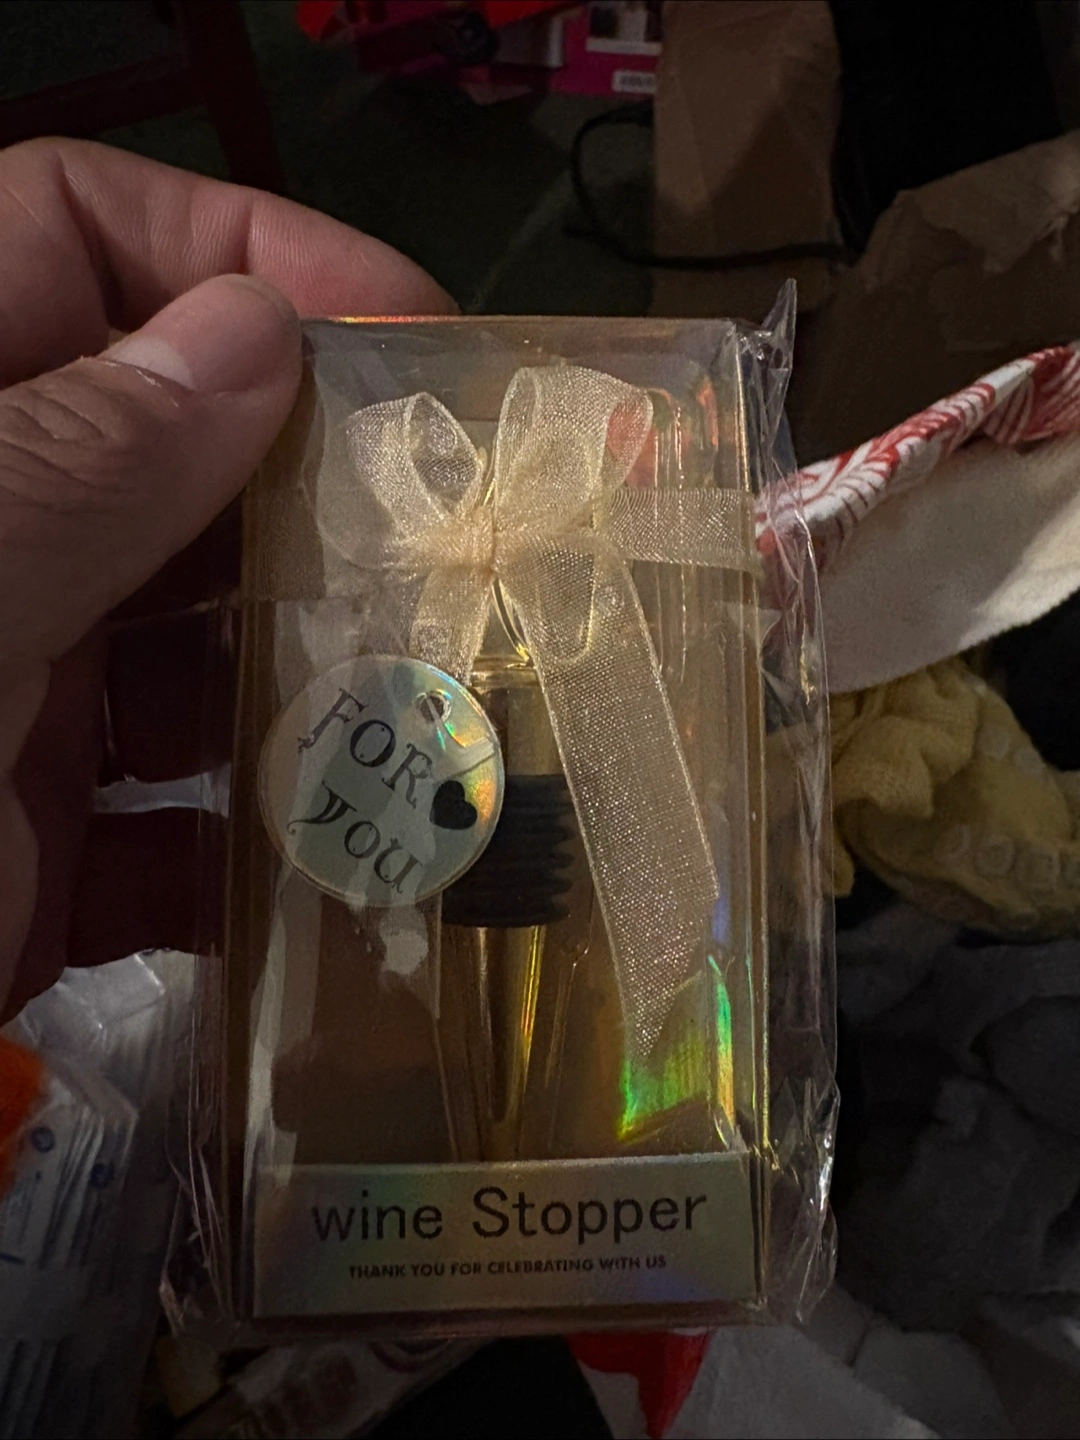 FOR
You
wine Stopper
THANK YOU FOR CELEBRATING WITH US